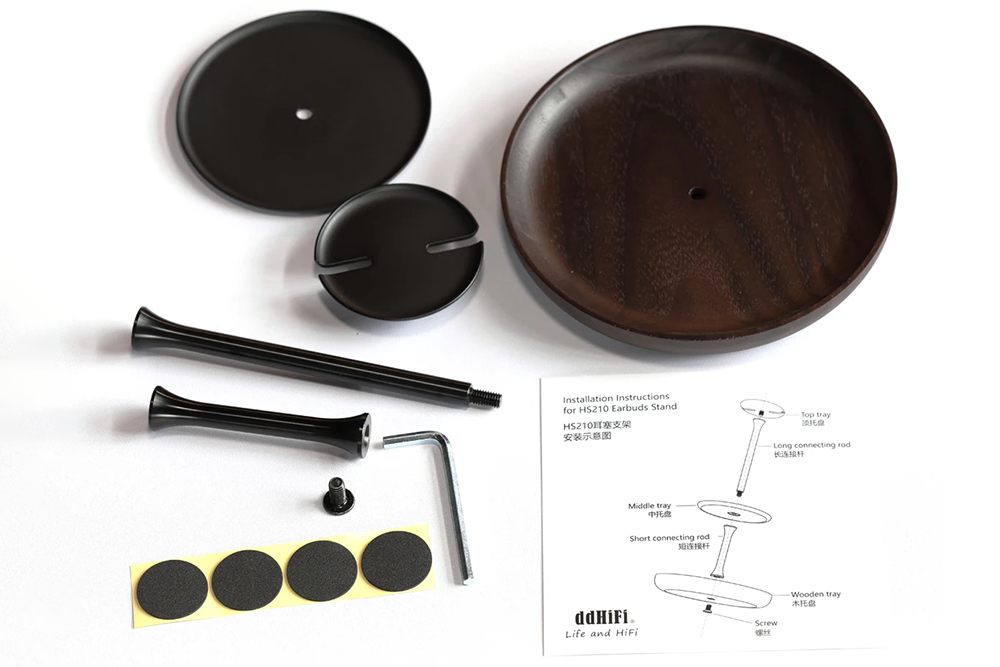 Installation Instructions
for HS210 Earbuds Stand
HS210耳塞支架
安装示意图
Top tray
顶托盘
Long connecting rod
长连接杆
Middle tray
中托盘
Short connecting rod
短连接杆
Wooden tray
木托盘
Screw
螺丝
ddHiFi®
Life and HiFi